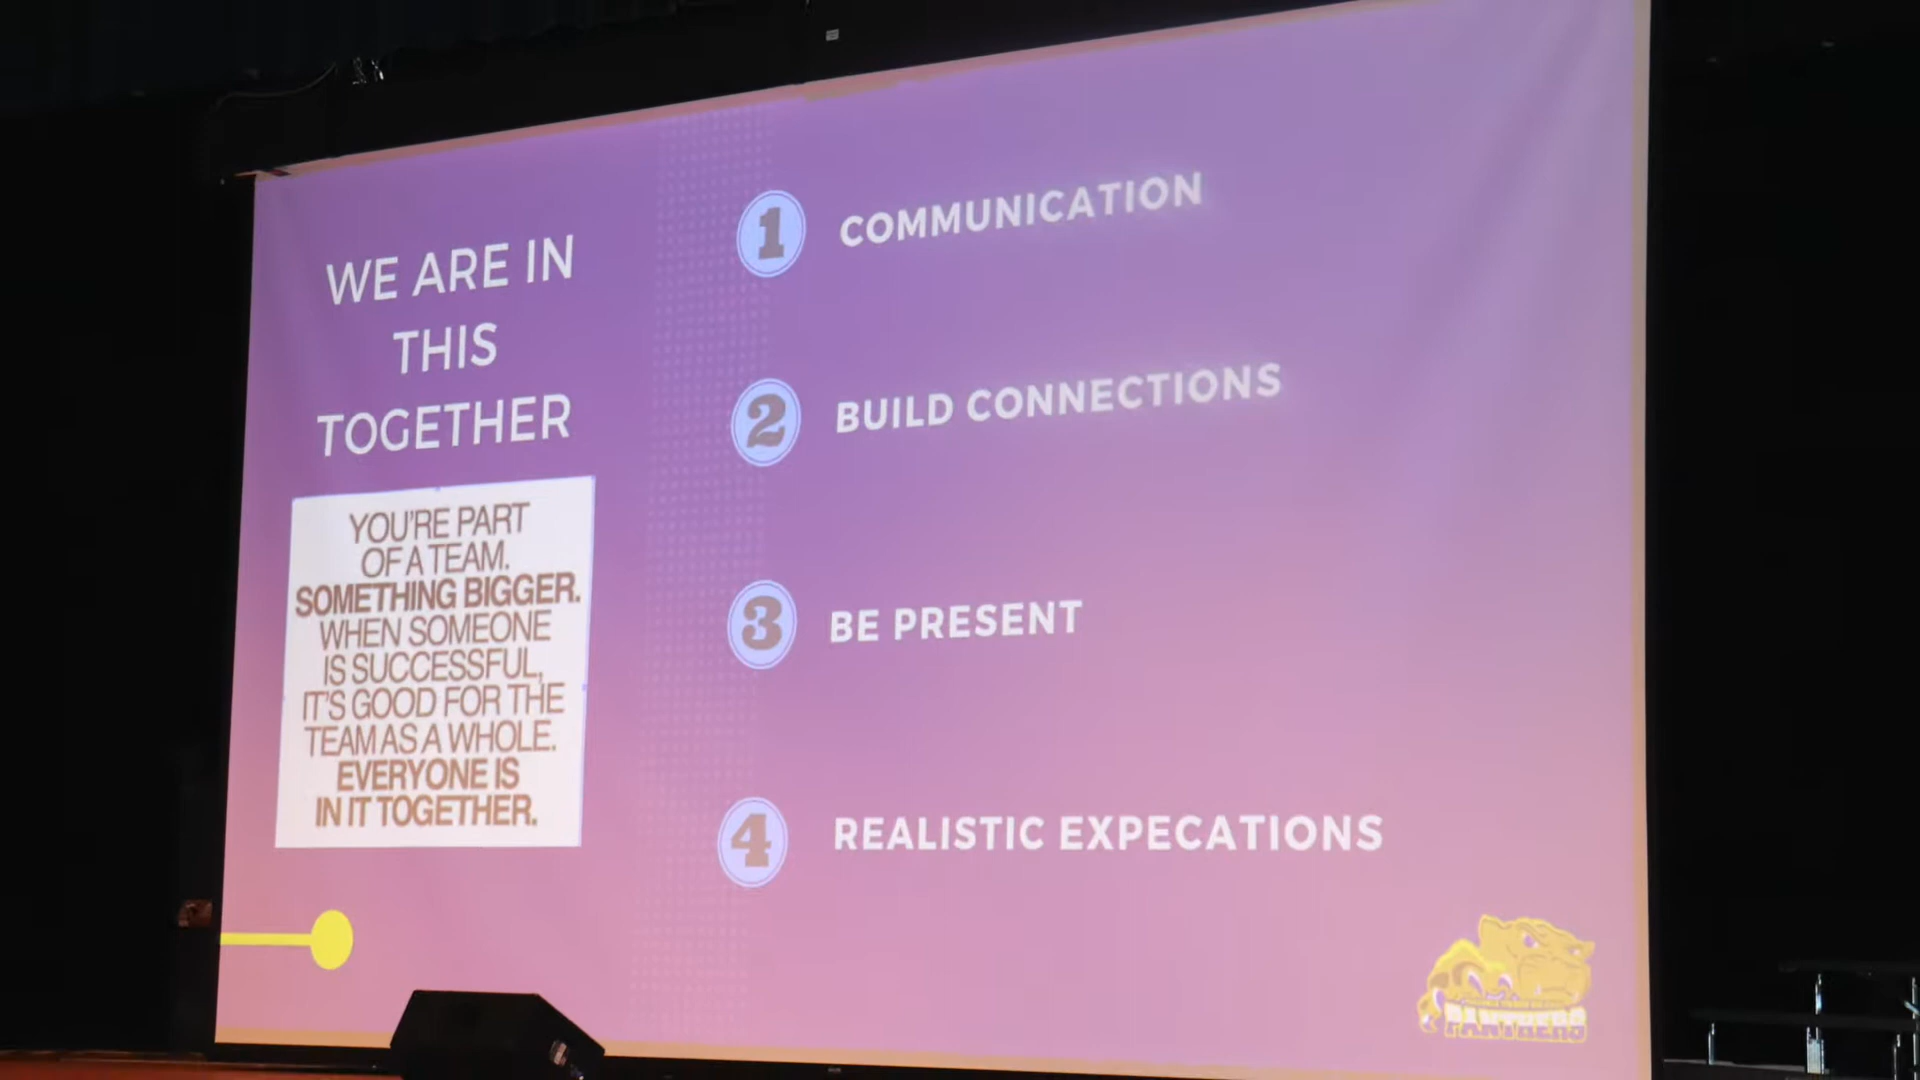 WE ARE IN
THIS
TOGETHER
YOU'RE PART
OF A TEAM.
SOMETHING BIGGER.
WHEN SOMEONE
IS SUCCESSFUL,
IT'S GOOD FOR THE
TEAM AS A WHOLE.
EVERYONE IS
IN IT TOGETHER.
1 COMMUNICATION
2 BUILD CONNECTIONS
3 BE PRESENT
4 REALISTIC EXPECATIONS
PANTHERS